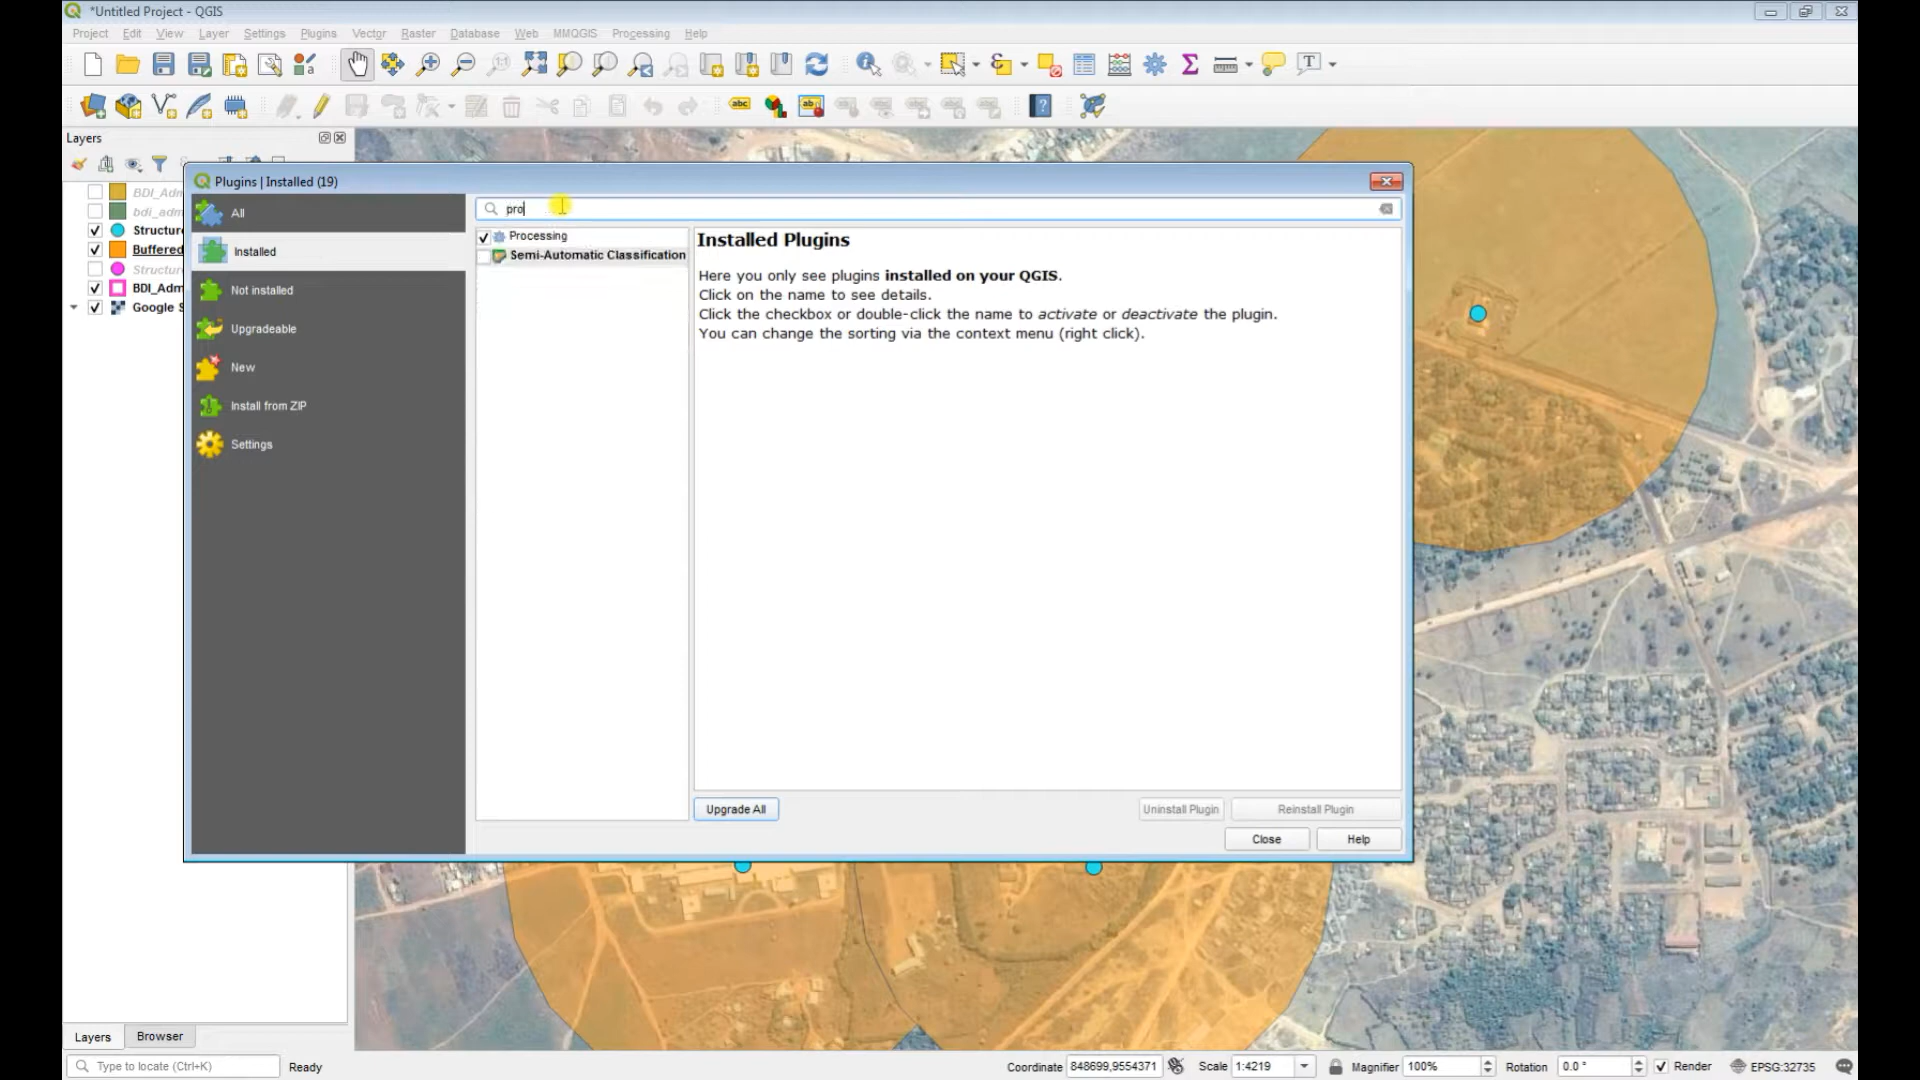 *Untitled Project - QGIS
Project Edit View Layer Settings Plugins Vector Raster Database Web MMQGIS Processing Help
Layers
BDI_Adm
bdi_adm
Structur
Buffered
Structur
BDI_Adm
Google S
Plugins | Installed (19)
All
Installed
Not installed
Upgradeable
New
Install from ZIP
Settings
pro
Processing
Semi-Automatic Classification
Installed Plugins
Here you only see plugins installed on your QGIS.
Click on the name to see details.
Click the checkbox or double-click the name to activate or deactivate the plugin.
You can change the sorting via the context menu (right click).
Upgrade All
Uninstall Plugin
Reinstall Plugin
Close
Help
Layers Browser
Type to locate (Ctrl+K) Ready Coordinate 848699,9554371 Scale 1:4219 Magnifier 100% Rotation 0.0 ° Render EPSG:32735